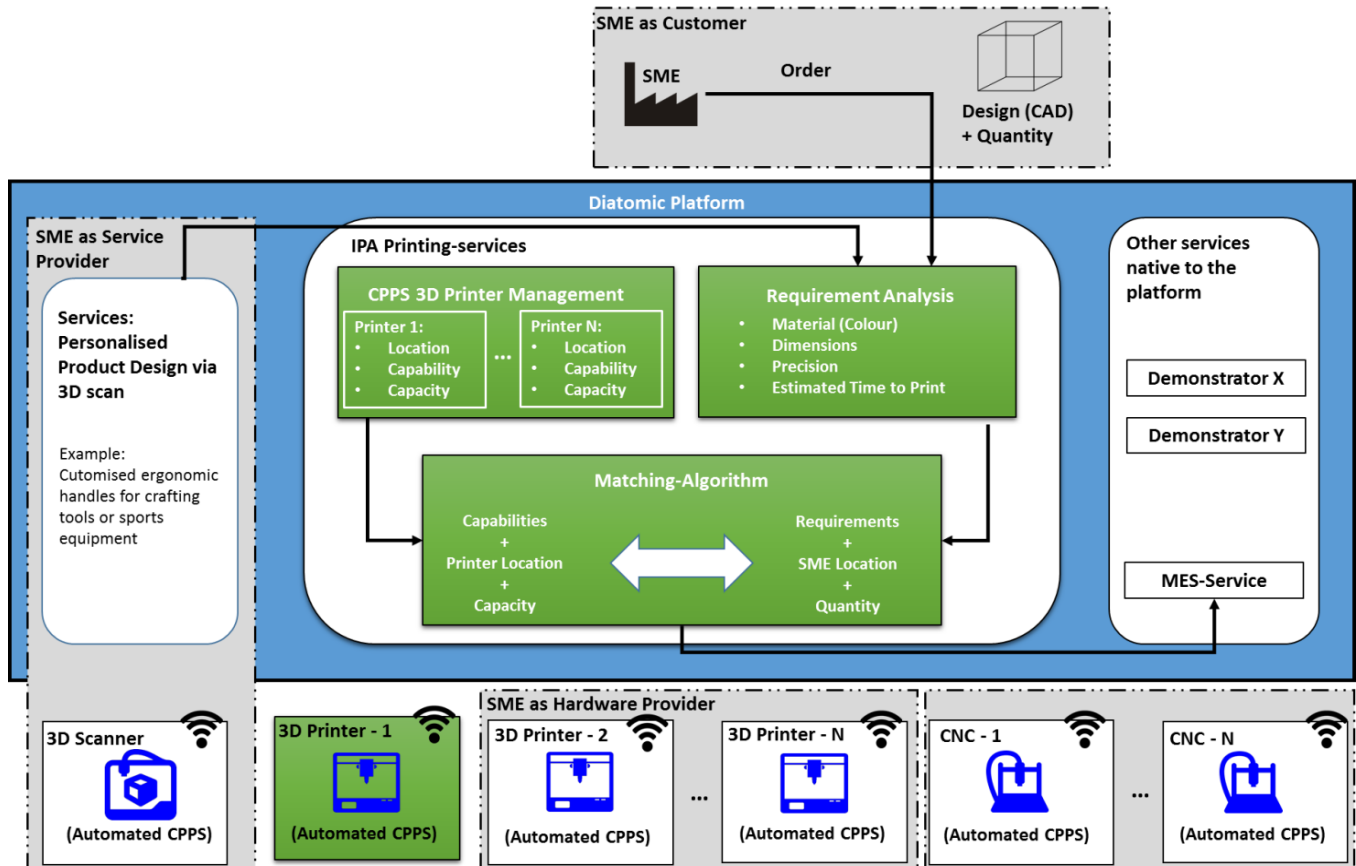 SME as Customer
SME
Order
Design (CAD)
+ Quantity
Diatomic Platform
SME as Service
Provider
Services:
Personalised
Product Design via
3D scan
Example:
Cutomised ergonomic
handles for crafting
tools or sports
equipment
IPA Printing-services
CPPS 3D Printer Management
Printer 1:
• Location
• Capability
• Capacity
...
Printer N:
• Location
• Capability
• Capacity
Requirement Analysis
• Material (Colour)
• Dimensions
• Precision
• Estimated Time to Print
Matching-Algorithm
Capabilities
+
Printer Location
+
Capacity
Requirements
+
SME Location
+
Quantity
Other services
native to the
platform
Demonstrator X
Demonstrator Y
MES-Service
3D Scanner
(Automated CPPS)
3D Printer - 1
(Automated CPPS)
SME as Hardware Provider
3D Printer - 2
(Automated CPPS)
...
3D Printer - N
(Automated CPPS)
CNC - 1
(Automated CPPS)
...
CNC - N
(Automated CPPS)